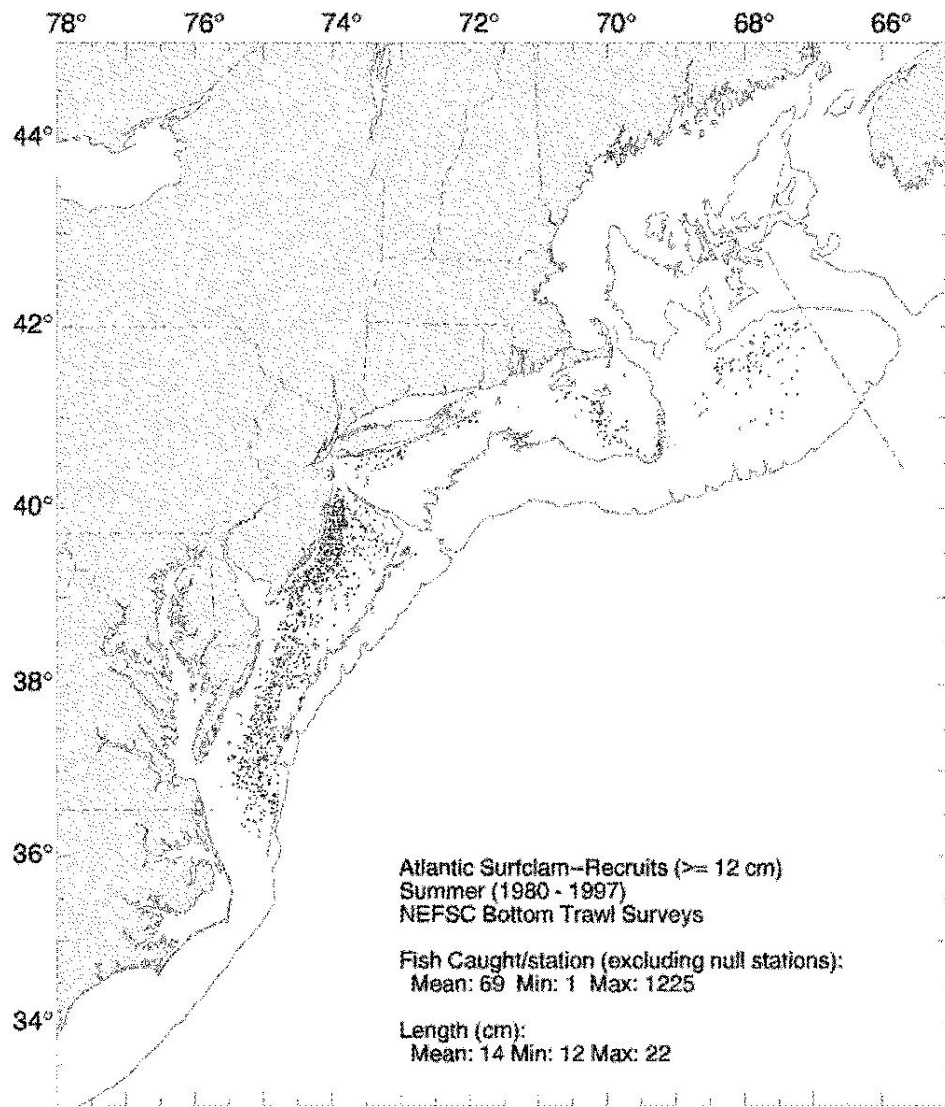 78° 76° 74° 72° 70° 68° 66°
44°
42°
40°
38°
36°
34°
Atlantic Surfclam–Recruits (>= 12 cm)
Summer (1980 - 1997)
NEFSC Bottom Trawl Surveys
Fish Caught/station (excluding null stations):
Mean: 69 Min: 1 Max: 1225
Length (cm):
Mean: 14 Min: 12 Max: 22